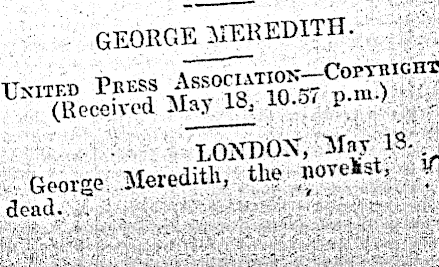 GEORGE MEREDITH.
UNITED PRESS ASSOCIATION—COPYRIGHT
(Received May 18, 10.57 p.m.)
LONDON, May 18.
George Meredith, the novelist, is
dead.